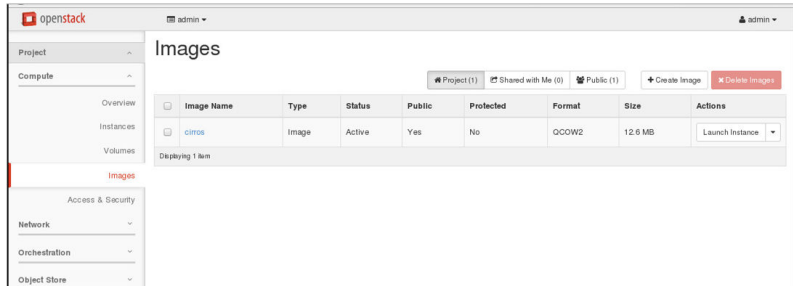 openstack
admin
admin
Project
Compute
Overview
Instances
Volumes
Images
Access & Security
Network
Orchestration
Object Store
Images
Project (1) Shared with Me (0) Public (1) Create Image Delete Images
Image Name Type Status Public Protected Format Size Actions
cirros Image Active Yes No QCOW2 12.6 MB Launch Instance
Displaying 1 item